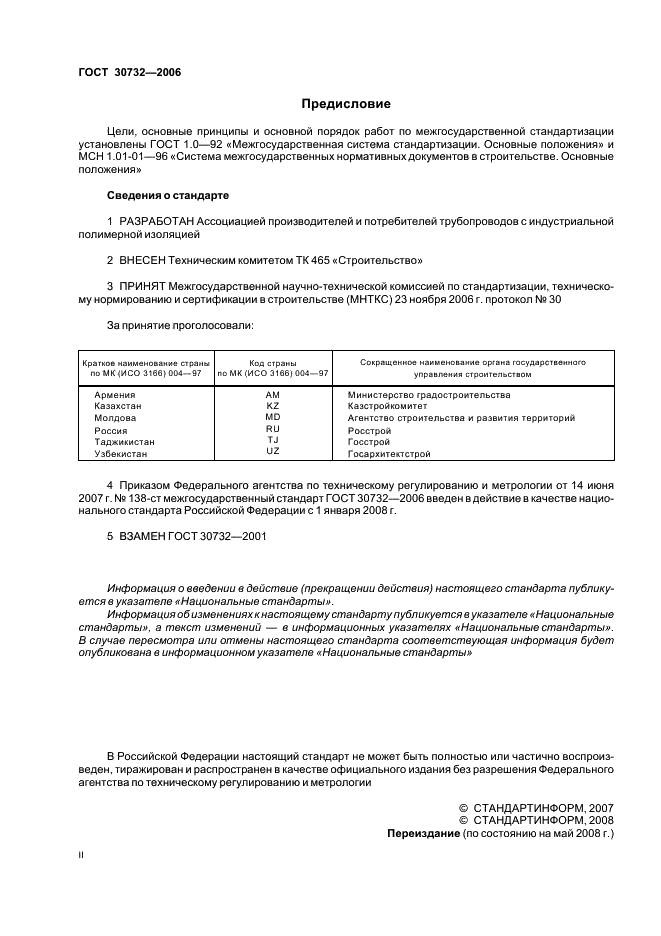 ГОСТ 30732—2006
Предисловие
Цели, основные принципы и основной порядок работ по межгосударственной стандартизации
установлены ГОСТ 1.0—92 «Межгосударственная система стандартизации. Основные положения» и
МСН 1.01-01—96 «Система межгосударственных нормативных документов в строительстве. Основные
положения»
Сведения о стандарте
1 РАЗРАБОТАН Ассоциацией производителей и потребителей трубопроводов с индустриальной
полимерной изоляцией
2 ВНЕСЕН Техническим комитетом ТК 465 «Строительство»
3 ПРИНЯТ Межгосударственной научно-технической комиссией по стандартизации, техническо-
му нормированию и сертификации в строительстве (МНТКС) 23 ноября 2006 г. протокол № 30
За принятие проголосовали:
Краткое наименование страны
по МК (ИСО 3166) 004—97
Код страны
по МК (ИСО 3166) 004—97
Сокращенное наименование органа государственного
управления строительством
Армения AM Министерство градостроительства
Казахстан KZ Казстройкомитет
Молдова MD Агентство строительства и развития территорий
Россия RU Росстрой
Таджикистан TJ Госстрой
Узбекистан UZ Госархитектстрой
4 Приказом Федерального агентства по техническому регулированию и метрологии от 14 июня
2007 г. № 138-ст межгосударственный стандарт ГОСТ 30732—2006 введен в действие в качестве нацио-
нального стандарта Российской Федерации с 1 января 2008 г.
5 ВЗАМЕН ГОСТ 30732—2001
Информация о введении в действие (прекращении действия) настоящего стандарта публику-
ется в указателе «Национальные стандарты».
Информация об изменениях к настоящему стандарту публикуется в указателе «Национальные
стандарты», а текст изменений — в информационных указателях «Национальные стандарты».
В случае пересмотра или отмены настоящего стандарта соответствующая информация будет
опубликована в информационном указателе «Национальные стандарты»
В Российской Федерации настоящий стандарт не может быть полностью или частично воспроиз-
веден, тиражирован и распространен в качестве официального издания без разрешения Федерального
агентства по техническому регулированию и метрологии
© СТАНДАРТИНФОРМ, 2007
© СТАНДАРТИНФОРМ, 2008
Переиздание (по состоянию на май 2008 г.)
II